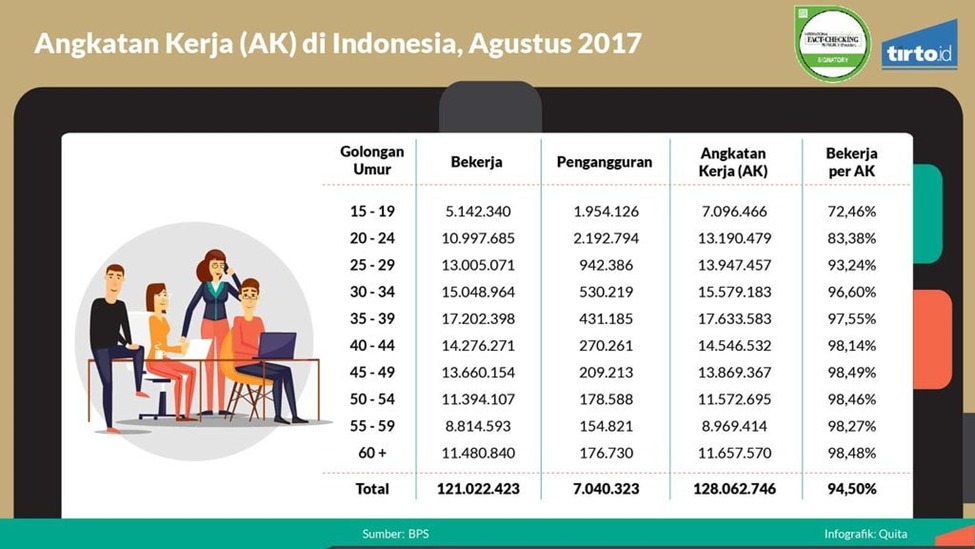 Angkatan Kerja (AK) di Indonesia, Agustus 2017
INTERNATIONAL
FACT-CHECKING
SIGNATORY
tirto.id
Golongan Umur Bekerja Pengangguran Angkatan Kerja (AK) Bekerja per AK
15 - 19 5.142.340 1.954.126 7.096.466 72,46%
20 - 24 10.997.685 2.192.794 13.190.479 83,38%
25 - 29 13.005.071 942.386 13.947.457 93,24%
30 - 34 15.048.964 530.219 15.579.183 96,60%
35 - 39 17.202.398 431.185 17.633.583 97,55%
40 - 44 14.276.271 270.261 14.546.532 98,14%
45 - 49 13.660.154 209.213 13.869.367 98,49%
50 - 54 11.394.107 178.588 11.572.695 98,46%
55 - 59 8.814.593 154.821 8.969.414 98,27%
60 + 11.480.840 176.730 11.657.570 98,48%
Total 121.022.423 7.040.323 128.062.746 94,50%
Sumber: BPS
Infografik: Quita